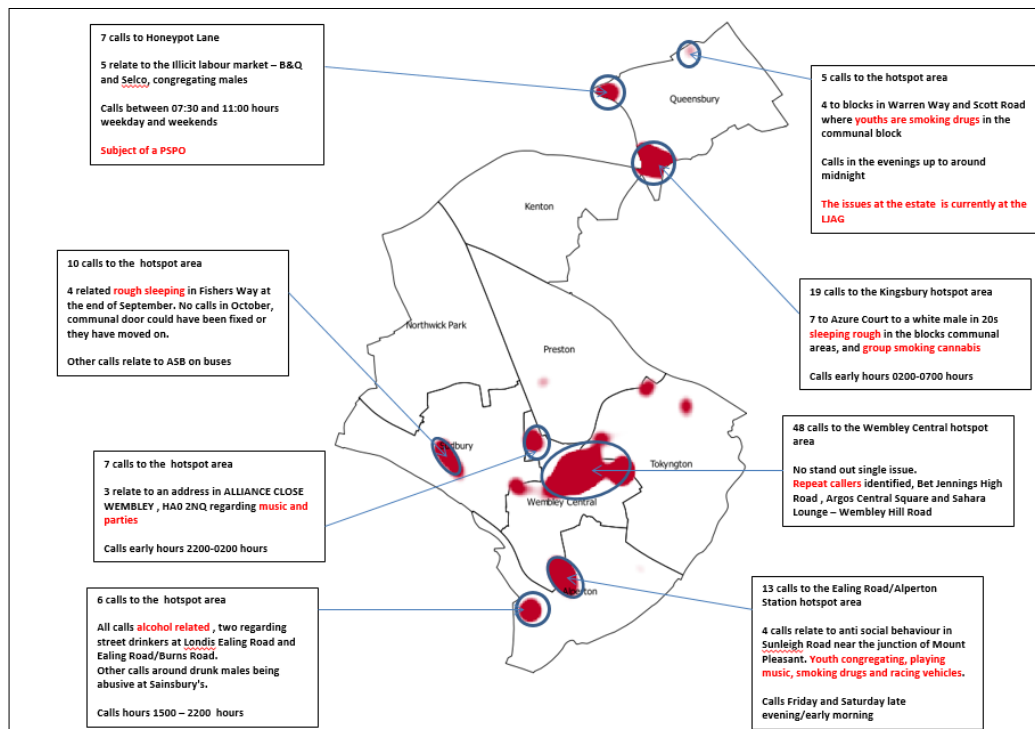 7 calls to Honeypot Lane
5 relate to the Illicit labour market – B&Q
and Selco, congregating males
Calls between 07:30 and 11:00 hours
weekday and weekends
Subject of a PSPO
5 calls to the hotspot area
4 to blocks in Warren Way and Scott Road
where youths are smoking drugs in the
communal block
Calls in the evenings up to around
midnight
The issues at the estate  is currently at the
LJAG
Queensbury
Kenton
10 calls to the  hotspot area
4 related rough sleeping in Fishers Way at
the end of September. No calls in October,
communal door could have been fixed or
they have moved on.
Other calls relate to ASB on buses
19 calls to the Kingsbury hotspot area
7 to Azure Court to a white male in 20s
sleeping rough in the blocks communal
areas, and group smoking cannabis
Calls early hours 0200-0700 hours
Northwick Park
Preston
48 calls to the Wembley Central hotspot
area
No stand out single issue.
Repeat callers identified, Bet Jennings High
Road , Argos Central Square and Sahara
Lounge – Wembley Hill Road
Sudbury
Tokyngton
Wembley Central
7 calls to the  hotspot area
3 relate to an address in ALLIANCE CLOSE
WEMBLEY , HA0 2NQ regarding music and
parties
Calls early hours 2200-0200 hours
Alperton
6 calls to the  hotspot area
All calls alcohol related , two regarding
street drinkers at Londis Ealing Road and
Ealing Road/Burns Road.
Other calls around drunk males being
abusive at Sainsbury's.
Calls hours 1500 – 2200  hours
13 calls to the Ealing Road/Alperton
Station hotspot area
4 calls relate to anti social behaviour in
Sunleigh Road near the junction of Mount
Pleasant. Youth congregating, playing
music, smoking drugs and racing vehicles.
Calls Friday and Saturday late
evening/early morning